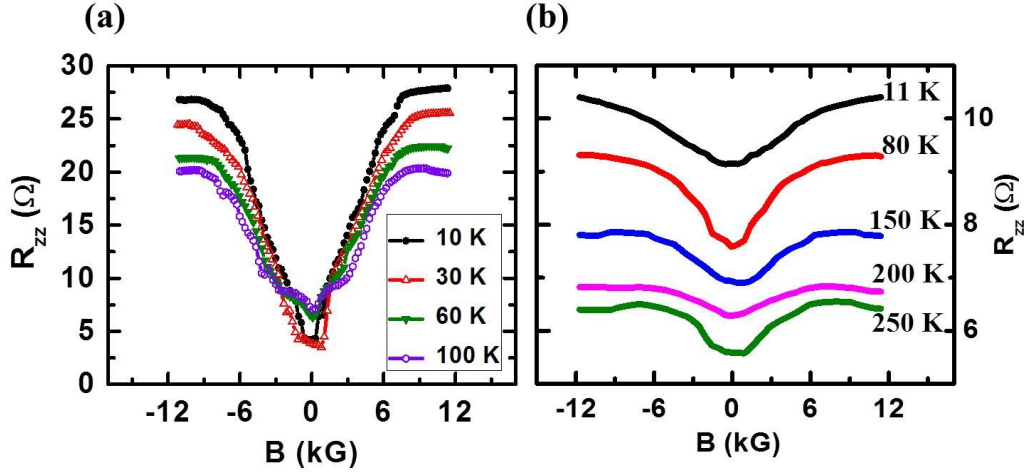 (a)
R_zz (Ω)
30
25
20
15
10
5
0
-12 -6 0 6 12
B (kG)
10 K
30 K
60 K
100 K
(b)
11 K
80 K
150 K
200 K
250 K
10
8
6
R_zz (Ω)
-12 -6 0 6 12
B (kG)